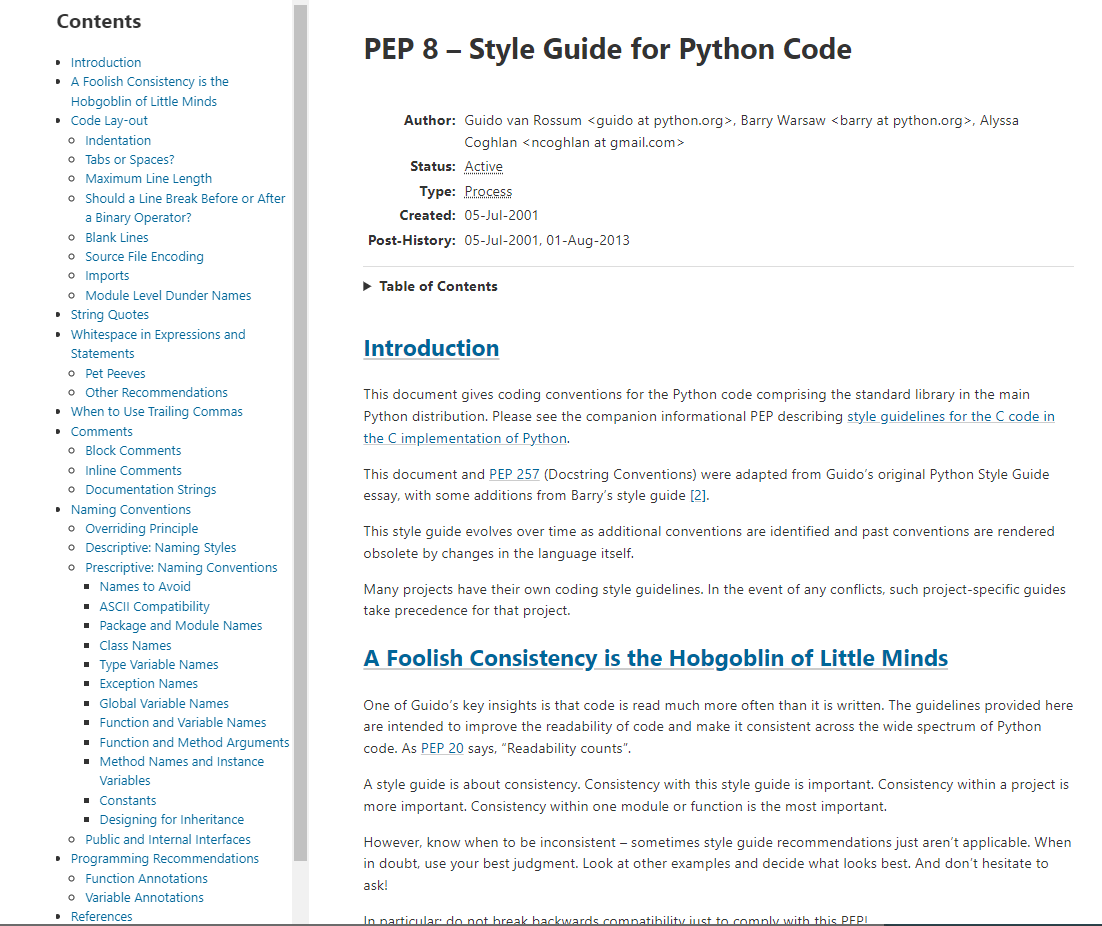 Contents
Introduction
A Foolish Consistency is the
Hobgoblin of Little Minds
Code Lay-out
Indentation
Tabs or Spaces?
Maximum Line Length
Should a Line Break Before or After
a Binary Operator?
Blank Lines
Source File Encoding
Imports
Module Level Dunder Names
String Quotes
Whitespace in Expressions and
Statements
Pet Peeves
Other Recommendations
When to Use Trailing Commas
Comments
Block Comments
Inline Comments
Documentation Strings
Naming Conventions
Overriding Principle
Descriptive: Naming Styles
Prescriptive: Naming Conventions
Names to Avoid
ASCII Compatibility
Package and Module Names
Class Names
Type Variable Names
Exception Names
Global Variable Names
Function and Variable Names
Function and Method Arguments
Method Names and Instance
Variables
Constants
Designing for Inheritance
Public and Internal Interfaces
Programming Recommendations
Function Annotations
Variable Annotations
References
PEP 8 – Style Guide for Python Code
Author: Guido van Rossum <guido at python.org>, Barry Warsaw <barry at python.org>, Alyssa
Coghlan <ncoghlan at gmail.com>
Status: Active
Type: Process
Created: 05-Jul-2001
Post-History: 05-Jul-2001, 01-Aug-2013
Table of Contents
Introduction
This document gives coding conventions for the Python code comprising the standard library in the main
Python distribution. Please see the companion informational PEP describing style guidelines for the C code in
the C implementation of Python.
This document and PEP 257 (Docstring Conventions) were adapted from Guido’s original Python Style Guide
essay, with some additions from Barry’s style guide [2].
This style guide evolves over time as additional conventions are identified and past conventions are rendered
obsolete by changes in the language itself.
Many projects have their own coding style guidelines. In the event of any conflicts, such project-specific guides
take precedence for that project.
A Foolish Consistency is the Hobgoblin of Little Minds
One of Guido’s key insights is that code is read much more often than it is written. The guidelines provided here
are intended to improve the readability of code and make it consistent across the wide spectrum of Python
code. As PEP 20 says, “Readability counts”.
A style guide is about consistency. Consistency with this style guide is important. Consistency within a project is
more important. Consistency within one module or function is the most important.
However, know when to be inconsistent – sometimes style guide recommendations just aren’t applicable. When
in doubt, use your best judgment. Look at other examples and decide what looks best. And don’t hesitate to
ask!
In particular: do not break backwards compatibility just to comply with this PEP!